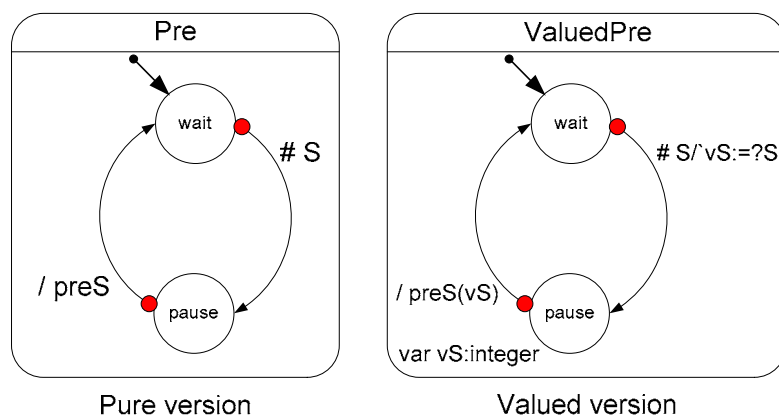 Pre
wait
# S
/ preS
pause
Pure version
ValuedPre
wait
# S/`vS:=?S
/ preS(vS)
pause
var vS:integer
Valued version